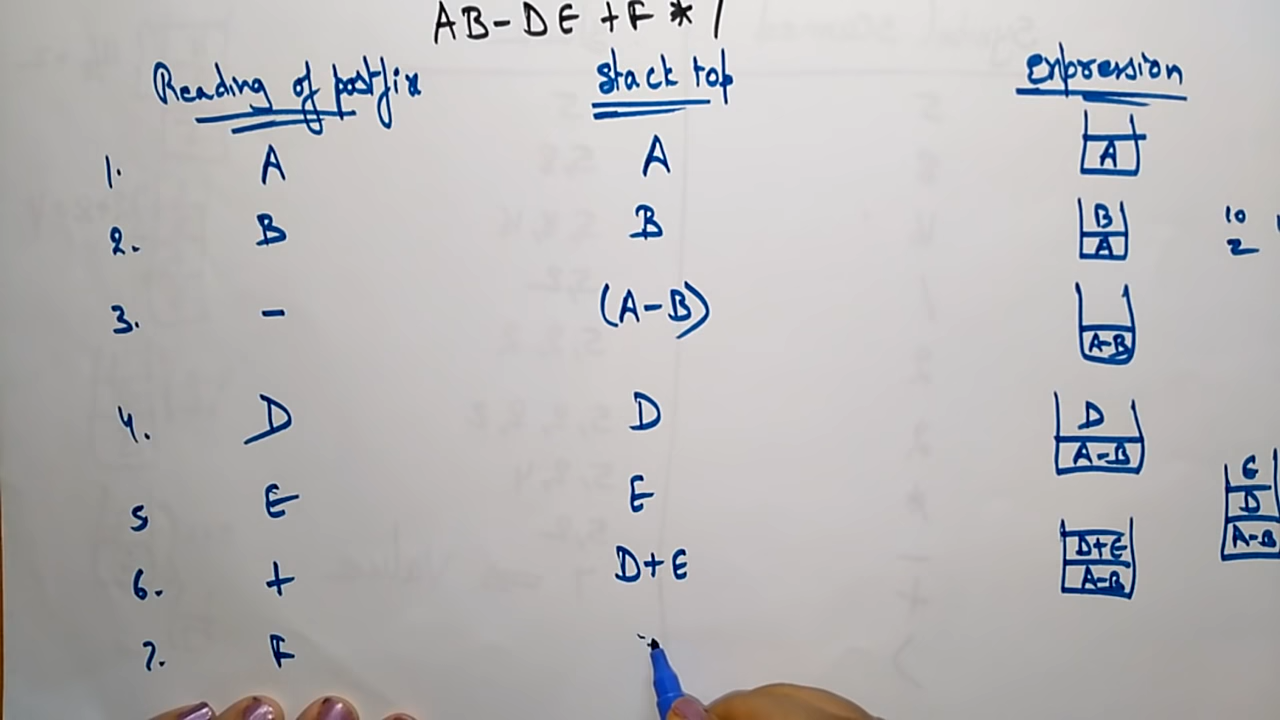 AB-DE+F*/
Reading of postfix stack top expression
1. A A A
2. B B B A 10 2
3. - (A-B) A-B
4. D D D A-B
5 E E E D A-B
6. + D+E D+E A-B
7. F